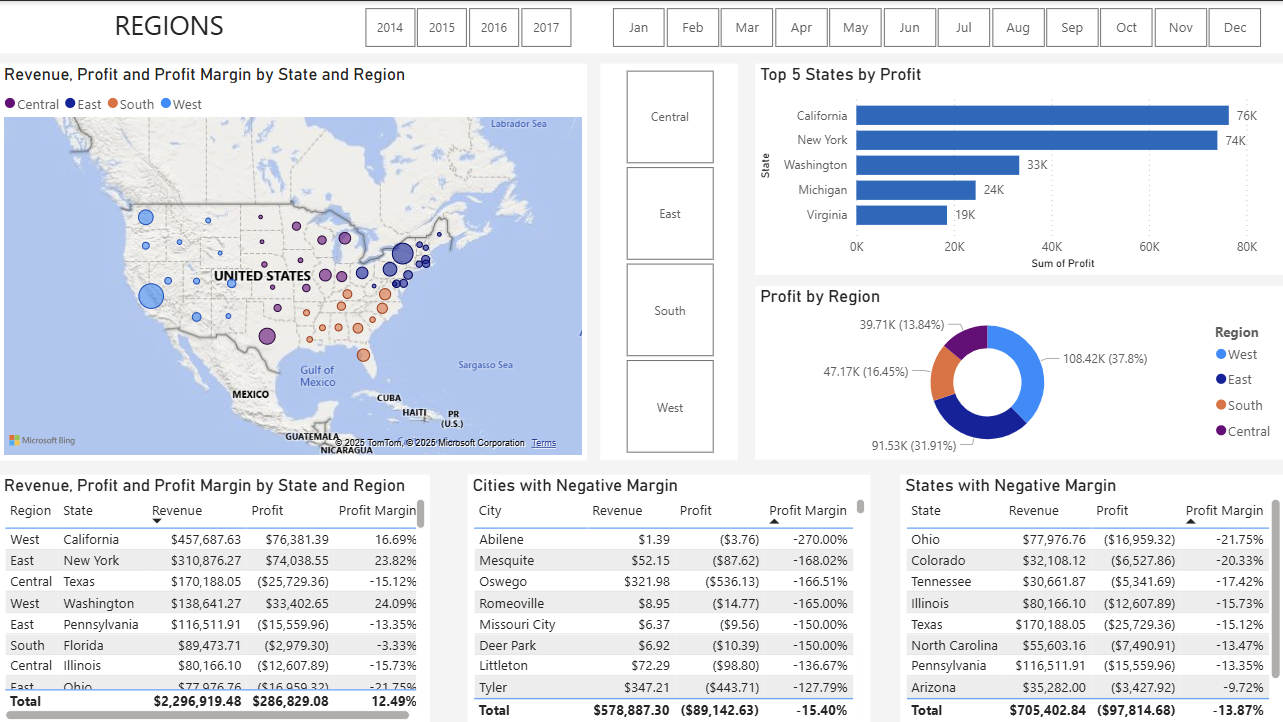 REGIONS
2014 2015 2016 2017
Jan Feb Mar Apr May Jun Jul Aug Sep Oct Nov Dec
Revenue, Profit and Profit Margin by State and Region
Central East South West
Labrador Sea
UNITED STATES
Gulf of
Mexico
Sargasso Sea
MEXICO
CUBA
HAITI
PR
(U.S.)
GUATEMALA
NICARAGUA
Microsoft Bing
© 2025 TomTom, © 2025 Microsoft Corporation Terms
Central
East
South
West
Top 5 States by Profit
State
California 76K
New York 74K
Washington 33K
Michigan 24K
Virginia 19K
0K 20K 40K 60K 80K
Sum of Profit
Profit by Region
39.71K (13.84%)
47.17K (16.45%)
108.42K (37.8%)
91.53K (31.91%)
Region
West
East
South
Central
Revenue, Profit and Profit Margin by State and Region
Region State Revenue Profit Profit Margin
West California $457,687.63 $76,381.39 16.69%
East New York $310,876.27 $74,038.55 23.82%
Central Texas $170,188.05 ($25,729.36) -15.12%
West Washington $138,641.27 $33,402.65 24.09%
East Pennsylvania $116,511.91 ($15,559.96) -13.35%
South Florida $89,473.71 ($2,979.30) -3.33%
Central Illinois $80,166.10 ($12,607.89) -15.73%
East Ohio $77,976.76 ($16,959.32) -21.75%
Total $2,296,919.48 $286,829.08 12.49%
Cities with Negative Margin
City Revenue Profit Profit Margin
Abilene $1.39 ($3.76) -270.00%
Mesquite $52.15 ($87.62) -168.02%
Oswego $321.98 ($536.13) -166.51%
Romeoville $8.95 ($14.77) -165.00%
Missouri City $6.37 ($9.56) -150.00%
Deer Park $6.92 ($10.39) -150.00%
Littleton $72.29 ($98.80) -136.67%
Tyler $347.21 ($443.71) -127.79%
Total $578,887.30 ($89,142.63) -15.40%
States with Negative Margin
State Revenue Profit Profit Margin
Ohio $77,976.76 ($16,959.32) -21.75%
Colorado $32,108.12 ($6,527.86) -20.33%
Tennessee $30,661.87 ($5,341.69) -17.42%
Illinois $80,166.10 ($12,607.89) -15.73%
Texas $170,188.05 ($25,729.36) -15.12%
North Carolina $55,603.16 ($7,490.91) -13.47%
Pennsylvania $116,511.91 ($15,559.96) -13.35%
Arizona $35,282.00 ($3,427.92) -9.72%
Total $705,402.84 ($97,814.68) -13.87%